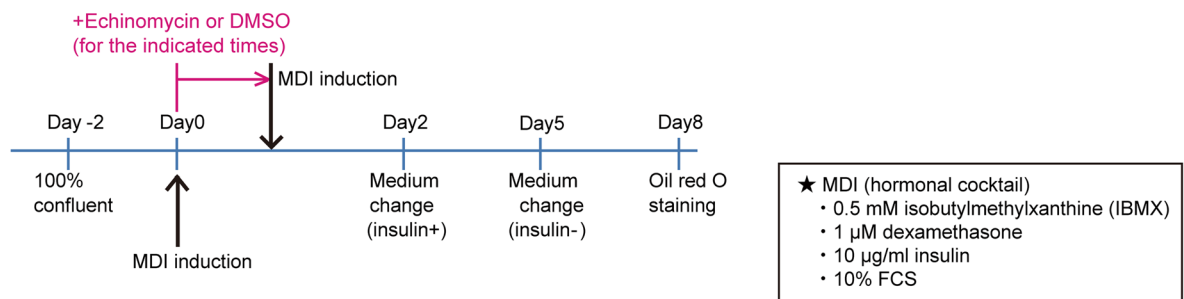 +Echinomycin or DMSO
(for the indicated times)
MDI induction
Day -2
Day0
Day2
Day5
Day8
100%
confluent
Medium
change
(insulin+)
Medium
change
(insulin-)
Oil red O
staining
MDI induction
★ MDI (hormonal cocktail)
・0.5 mM isobutylmethylxanthine (IBMX)
・1 µM dexamethasone
・10 µg/ml insulin
・10% FCS